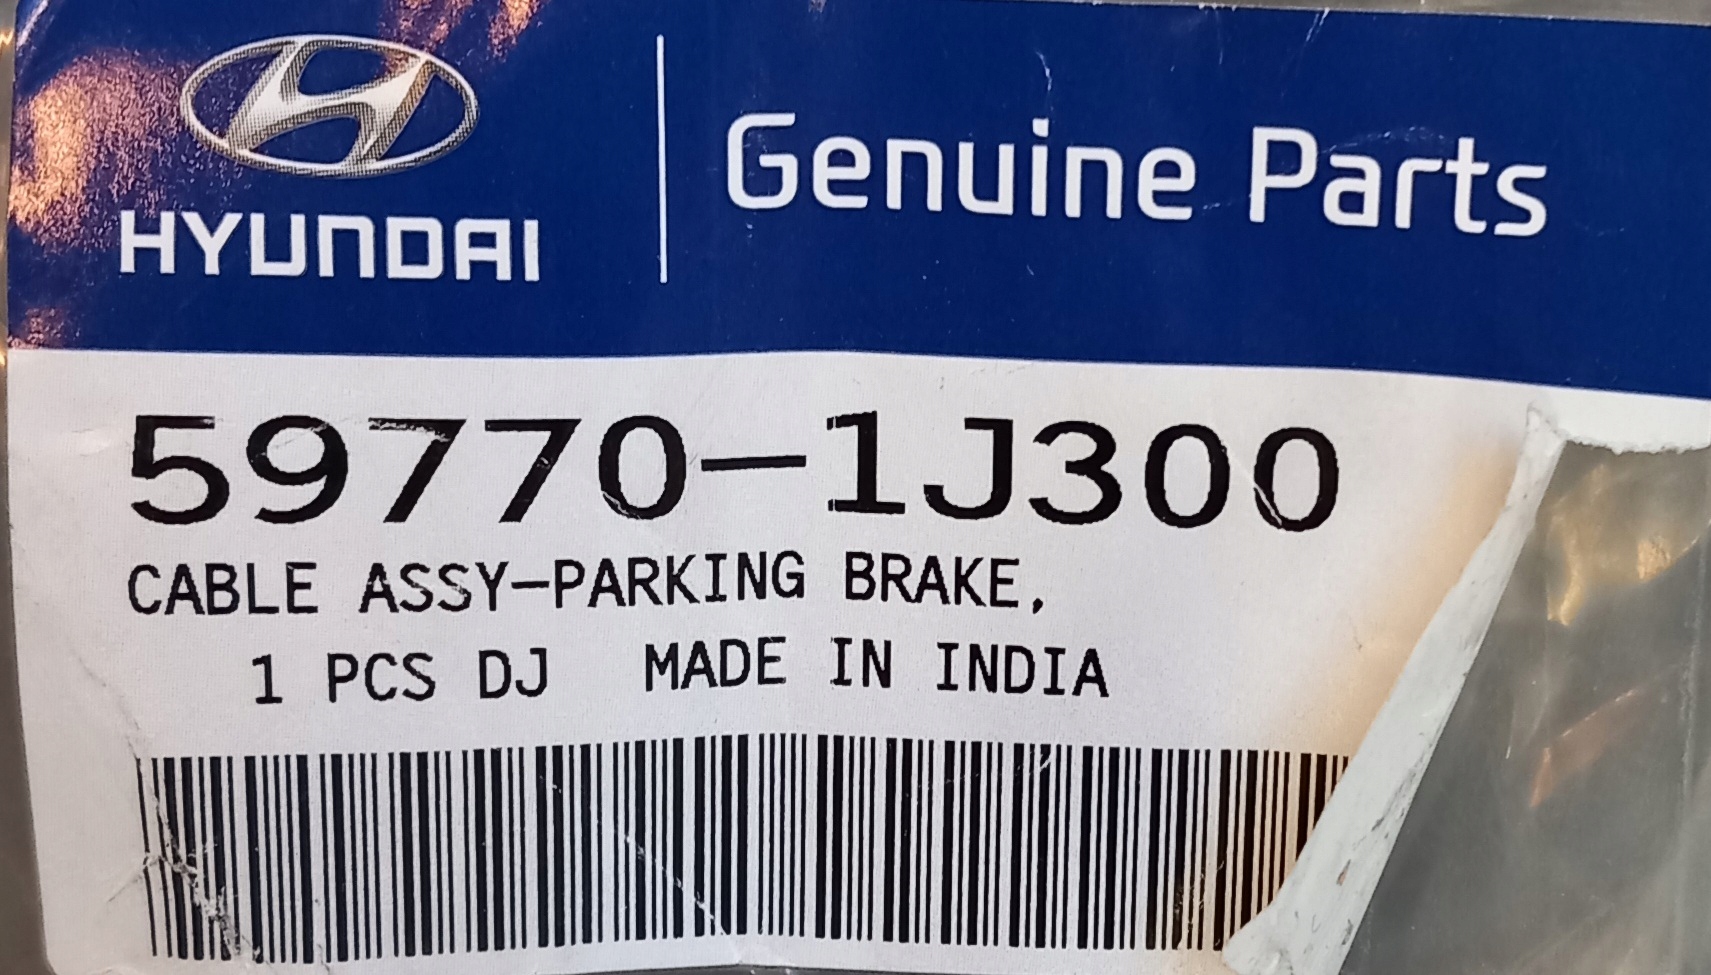 HYUNDAI
Genuine Parts
59770-1J300
CABLE ASSY-PARKING BRAKE,
1 PCS DJ MADE IN INDIA